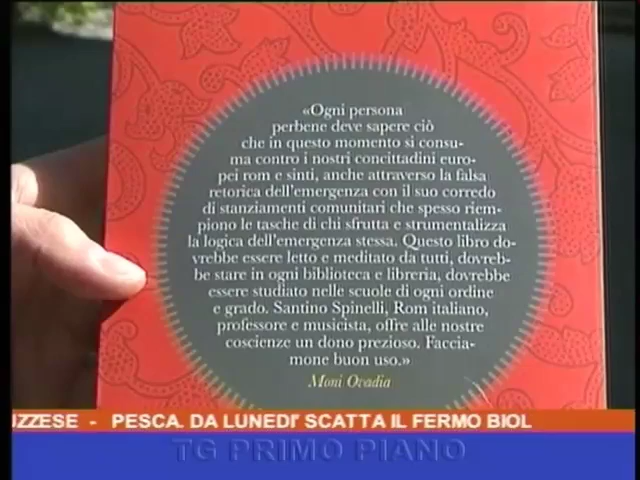 «Ogni persona
perbene deve sapere ciò
che in questo momento si consu-
ma contro i nostri concittadini euro-
pei rom e sinti, anche attraverso la falsa
retorica dell'emergenza con il suo corredo
di stanziamenti comunitari che spesso riem-
piono le tasche di chi sfrutta e strumentalizza
la logica dell'emergenza stessa. Questo libro do-
vrebbe essere letto e meditato da tutti, dovreb-
be stare in ogni biblioteca e libreria, dovrebbe
essere studiato nelle scuole di ogni ordine
e grado. Santino Spinelli, Rom italiano,
professore e musicista, offre alle nostre
coscienze un dono prezioso. Faccia-
mone buon uso.»
Moni Ovadia
UZZESE - PESCA. DA LUNEDI' SCATTA IL FERMO BIOL
TG PRIMO PIANO